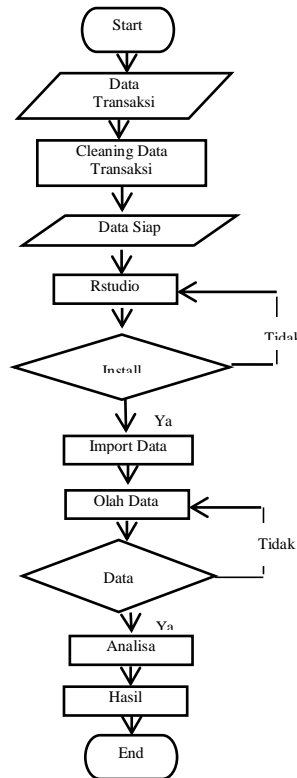 Start
Data
Transaksi
Cleaning Data
Transaksi
Data Siap
Rstudio
Tidak
Install
Ya
Import Data
Olah Data
Tidak
Data
Ya
Analisa
Hasil
End